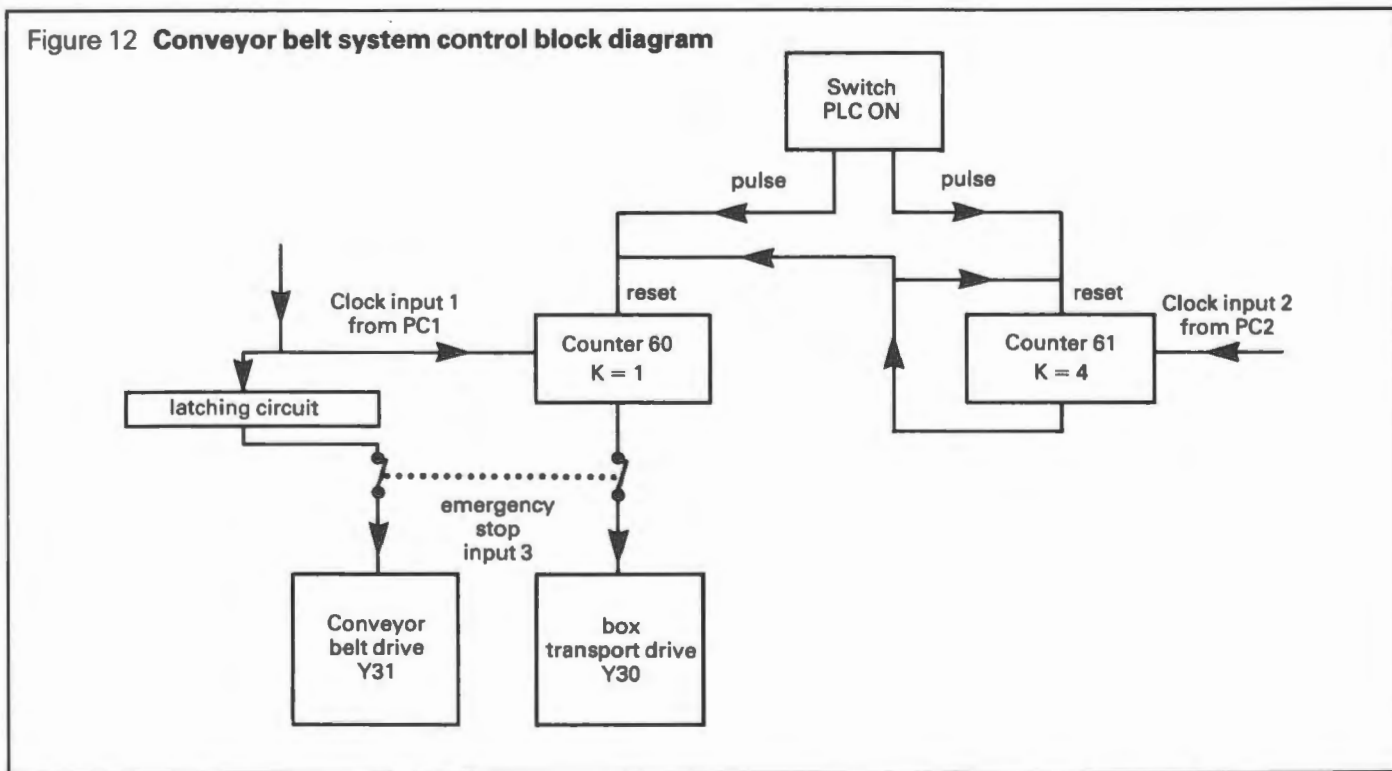 Figure 12 Conveyor belt system control block diagram
Switch
PLC ON
pulse
pulse
Clock input 1
from PC1
reset
Counter 60
K = 1
reset
Counter 61
K = 4
Clock input 2
from PC2
latching circuit
emergency
stop
input 3
Conveyor
belt drive
Y31
box
transport drive
Y30